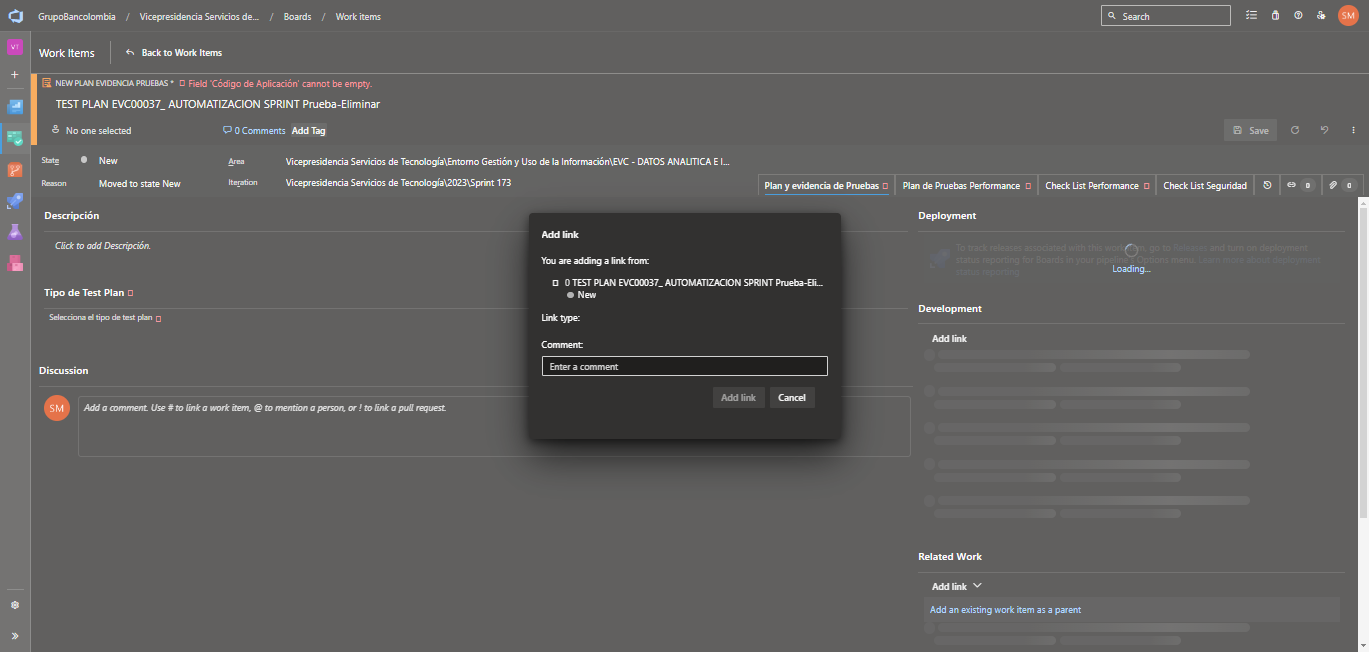 GrupoBancolombia / Vicepresidencia Servicios de... / Boards / Work items
Search
SM
VT
Work Items
Back to Work Items
NEW PLAN EVIDENCIA PRUEBAS * Field 'Código de Aplicación' cannot be empty.
TEST PLAN EVC00037_ AUTOMATIZACION SPRINT Prueba-Eliminar
No one selected
0 Comments
Add Tag
Save
State
New
Area
Vicepresidencia Servicios de Tecnología\Entorno Gestión y Uso de la Información\EVC - DATOS ANALITICA E I...
Reason
Moved to state New
Iteration
Vicepresidencia Servicios de Tecnología\2023\Sprint 173
Plan y evidencia de Pruebas
Plan de Pruebas Performance
Check List Performance
Check List Seguridad
0
0
Descripción
Click to add Descripción.
Tipo de Test Plan
Selecciona el tipo de test plan
Discussion
SM
Add a comment. Use # to link a work item, @ to mention a person, or ! to link a pull request.
Add link
You are adding a link from:
0 TEST PLAN EVC00037_ AUTOMATIZACION SPRINT Prueba-Eli...
New
Link type:
Comment:
Enter a comment
Add link
Cancel
Deployment
To track releases associated with this work item, go to Releases and turn on deployment
status reporting for Boards in your pipeline's Options menu. Learn more about deployment
status reporting
Loading...
Development
Add link
Related Work
Add link
Add an existing work item as a parent